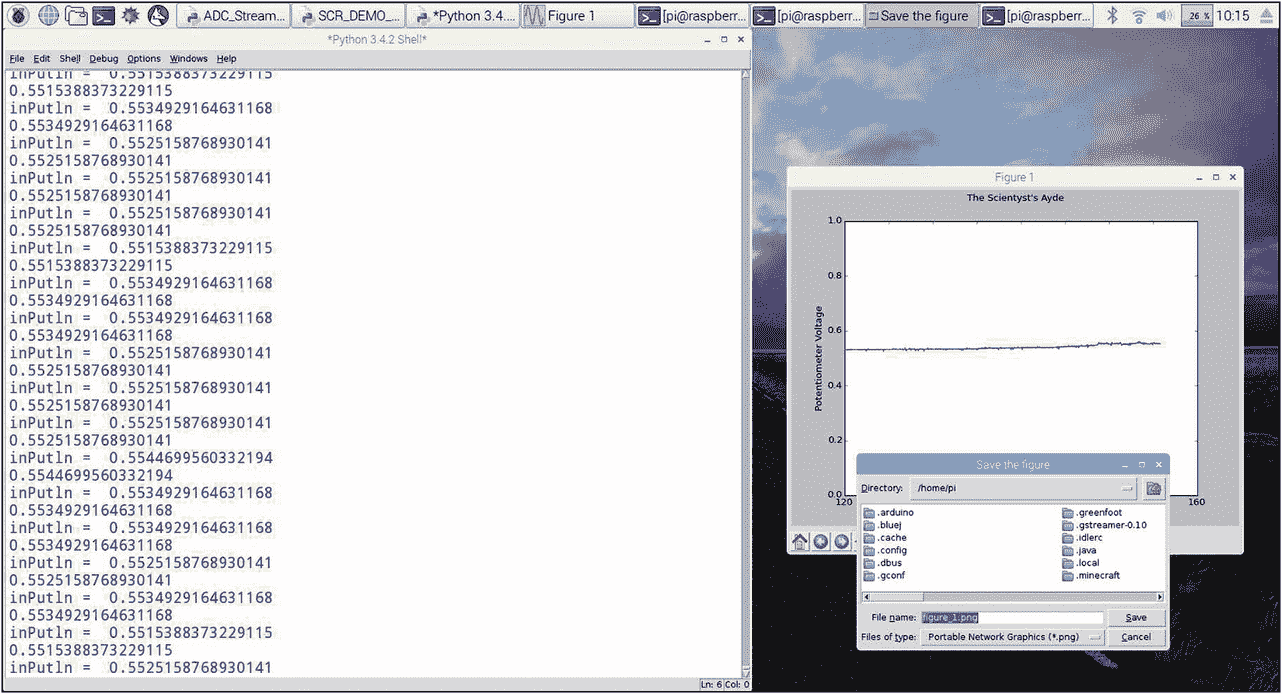 ADC_Stream... SCR_DEMO_... *Python 3.4.... Figure 1 [pi@raspberr... [pi@raspberr... Save the figure [pi@raspberr... 26 % 10:15
*Python 3.4.2 Shell*
File Edit Shell Debug Options Windows Help
inPutln =  0.5515388373229115
0.5515388373229115
inPutln =  0.5534929164631168
0.5534929164631168
inPutln =  0.5525158768930141
0.5525158768930141
inPutln =  0.5525158768930141
0.5525158768930141
inPutln =  0.5525158768930141
0.5525158768930141
inPutln =  0.5515388373229115
0.5515388373229115
inPutln =  0.5534929164631168
0.5534929164631168
inPutln =  0.5534929164631168
0.5534929164631168
inPutln =  0.5525158768930141
0.5525158768930141
inPutln =  0.5525158768930141
0.5525158768930141
inPutln =  0.5525158768930141
0.5525158768930141
inPutln =  0.5544699560332194
0.5544699560332194
inPutln =  0.5534929164631168
0.5534929164631168
inPutln =  0.5534929164631168
0.5534929164631168
inPutln =  0.5525158768930141
0.5525158768930141
inPutln =  0.5534929164631168
0.5534929164631168
inPutln =  0.5515388373229115
0.5515388373229115
inPutln =  0.5525158768930141
Ln: 6 Col: 0
Figure 1
The Scientyst's Ayde
Potentiometer Voltage
1.0
0.8
0.6
0.4
0.2
0.0
120 160
Save the figure
Directory: /home/pi
.arduino .greenfoot
.bluej .gstreamer-0.10
.cache .idlerc
.config .java
.dbus .local
.gconf .minecraft
File name: figure_1.png Save
Files of type: Portable Network Graphics (*.png) Cancel